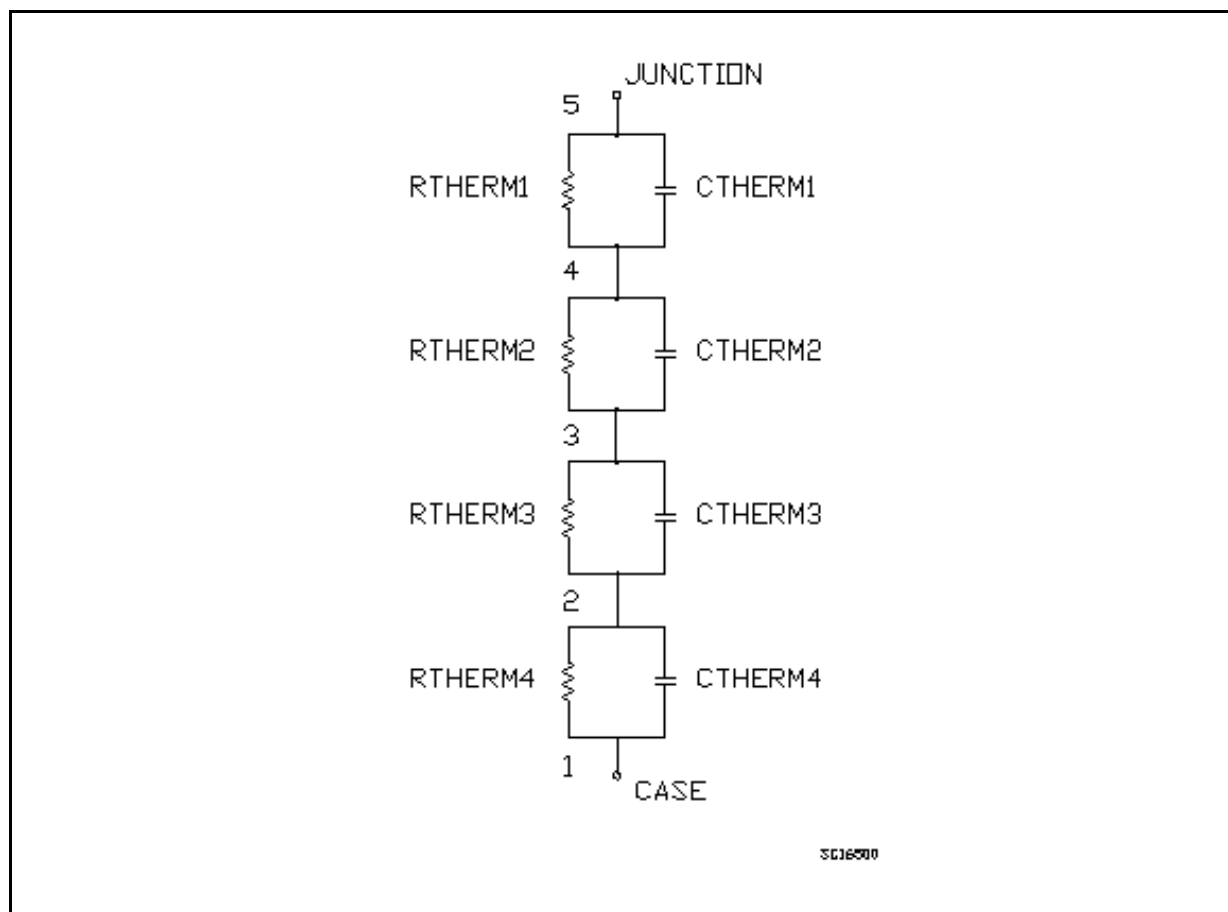 JUNCTION
5
RTHERM1 CTHERM1
4
RTHERM2 CTHERM2
3
RTHERM3 CTHERM3
2
RTHERM4 CTHERM4
1
CASE